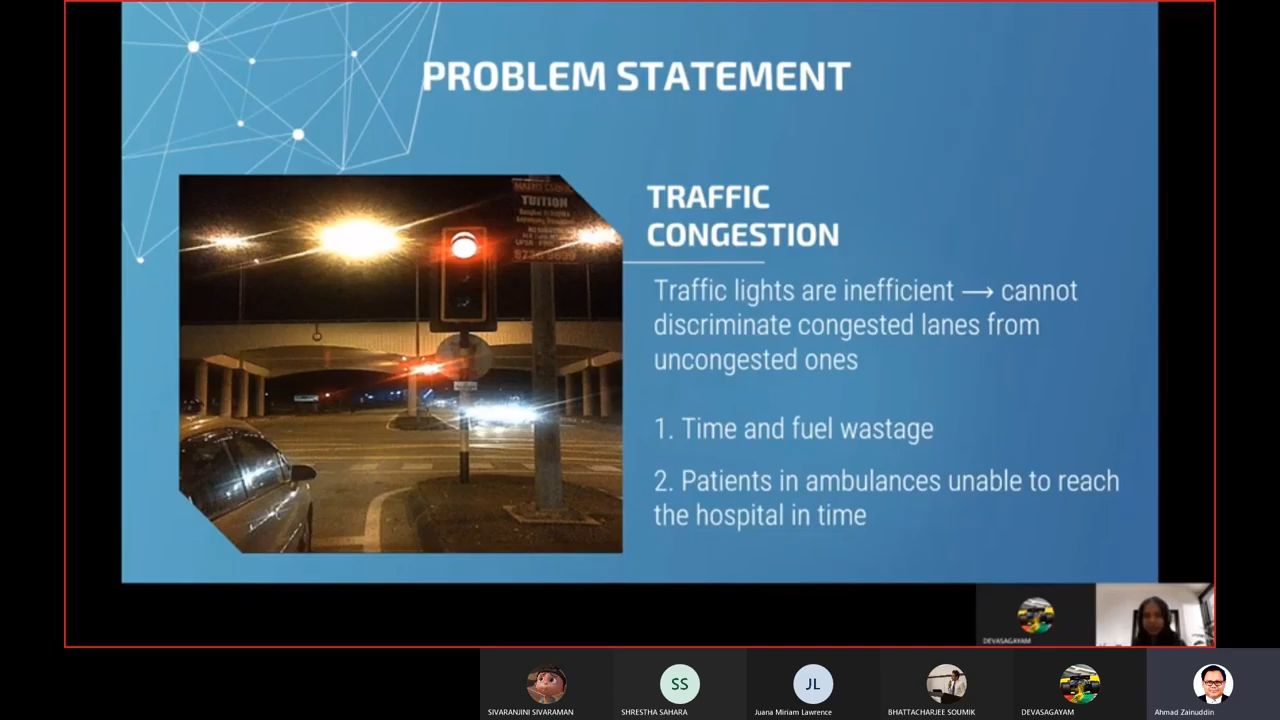 PROBLEM STATEMENT
TUITION
TRAFFIC
CONGESTION
Traffic lights are inefficient ⟶ cannot
discriminate congested lanes from
uncongested ones
1. Time and fuel wastage
2. Patients in ambulances unable to reach
the hospital in time
DEVASAGAYAM
SS
JL
SIVARANJINI SIVARAMAN
SHRESTHA SAHARA
Juana Miriam Lawrence
BHATTACHARJEE SOUMIK
DEVASAGAYAM
Ahmad Zainuddin